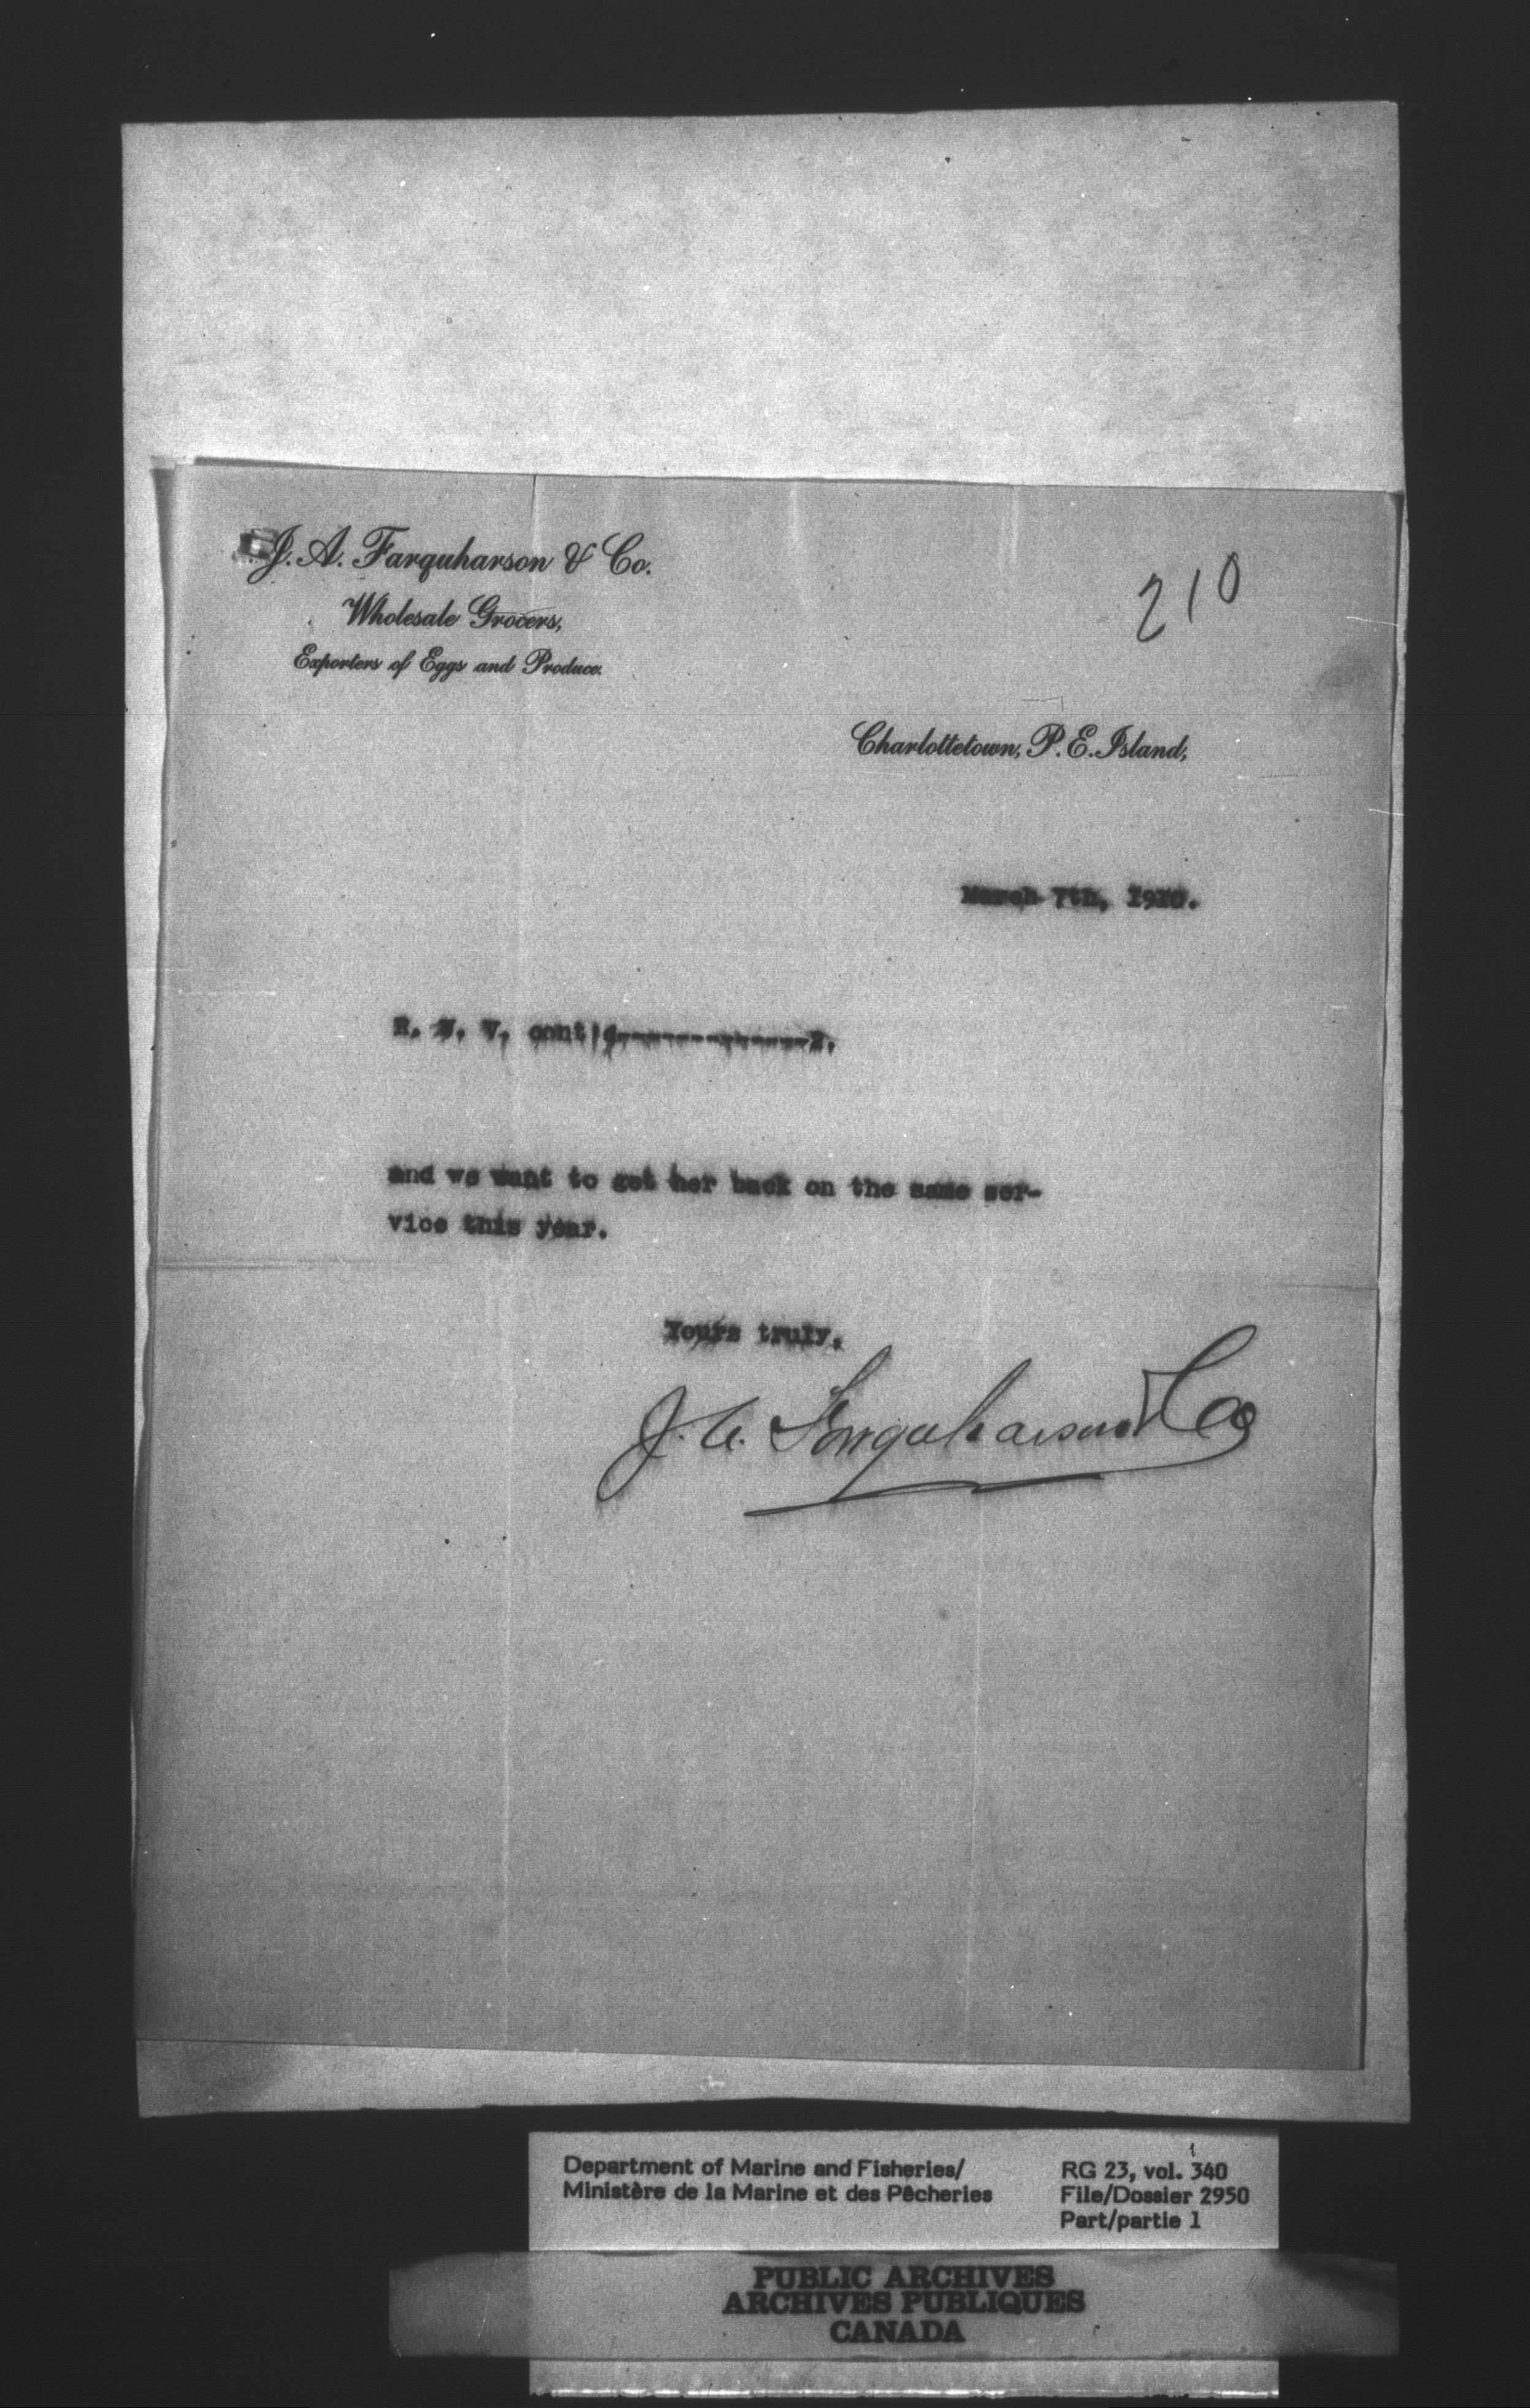 J. A. Farquharson & Co.
Wholesale Grocers,
Exporters of Eggs and Produce.
210
Charlottetown, P. E. Island,
March 7th, 1910.
R. N. V. cont'd--------------2.
and we want to get her back on the same ser-
vice this year.
Yours truly,
J. A. Farquharson & Co
Department of Marine and Fisheries/
Ministère de la Marine et des Pêcheries
RG 23, vol. 340
File/Dossier 2950
Part/partie 1
PUBLIC ARCHIVES
ARCHIVES PUBLIQUES
CANADA